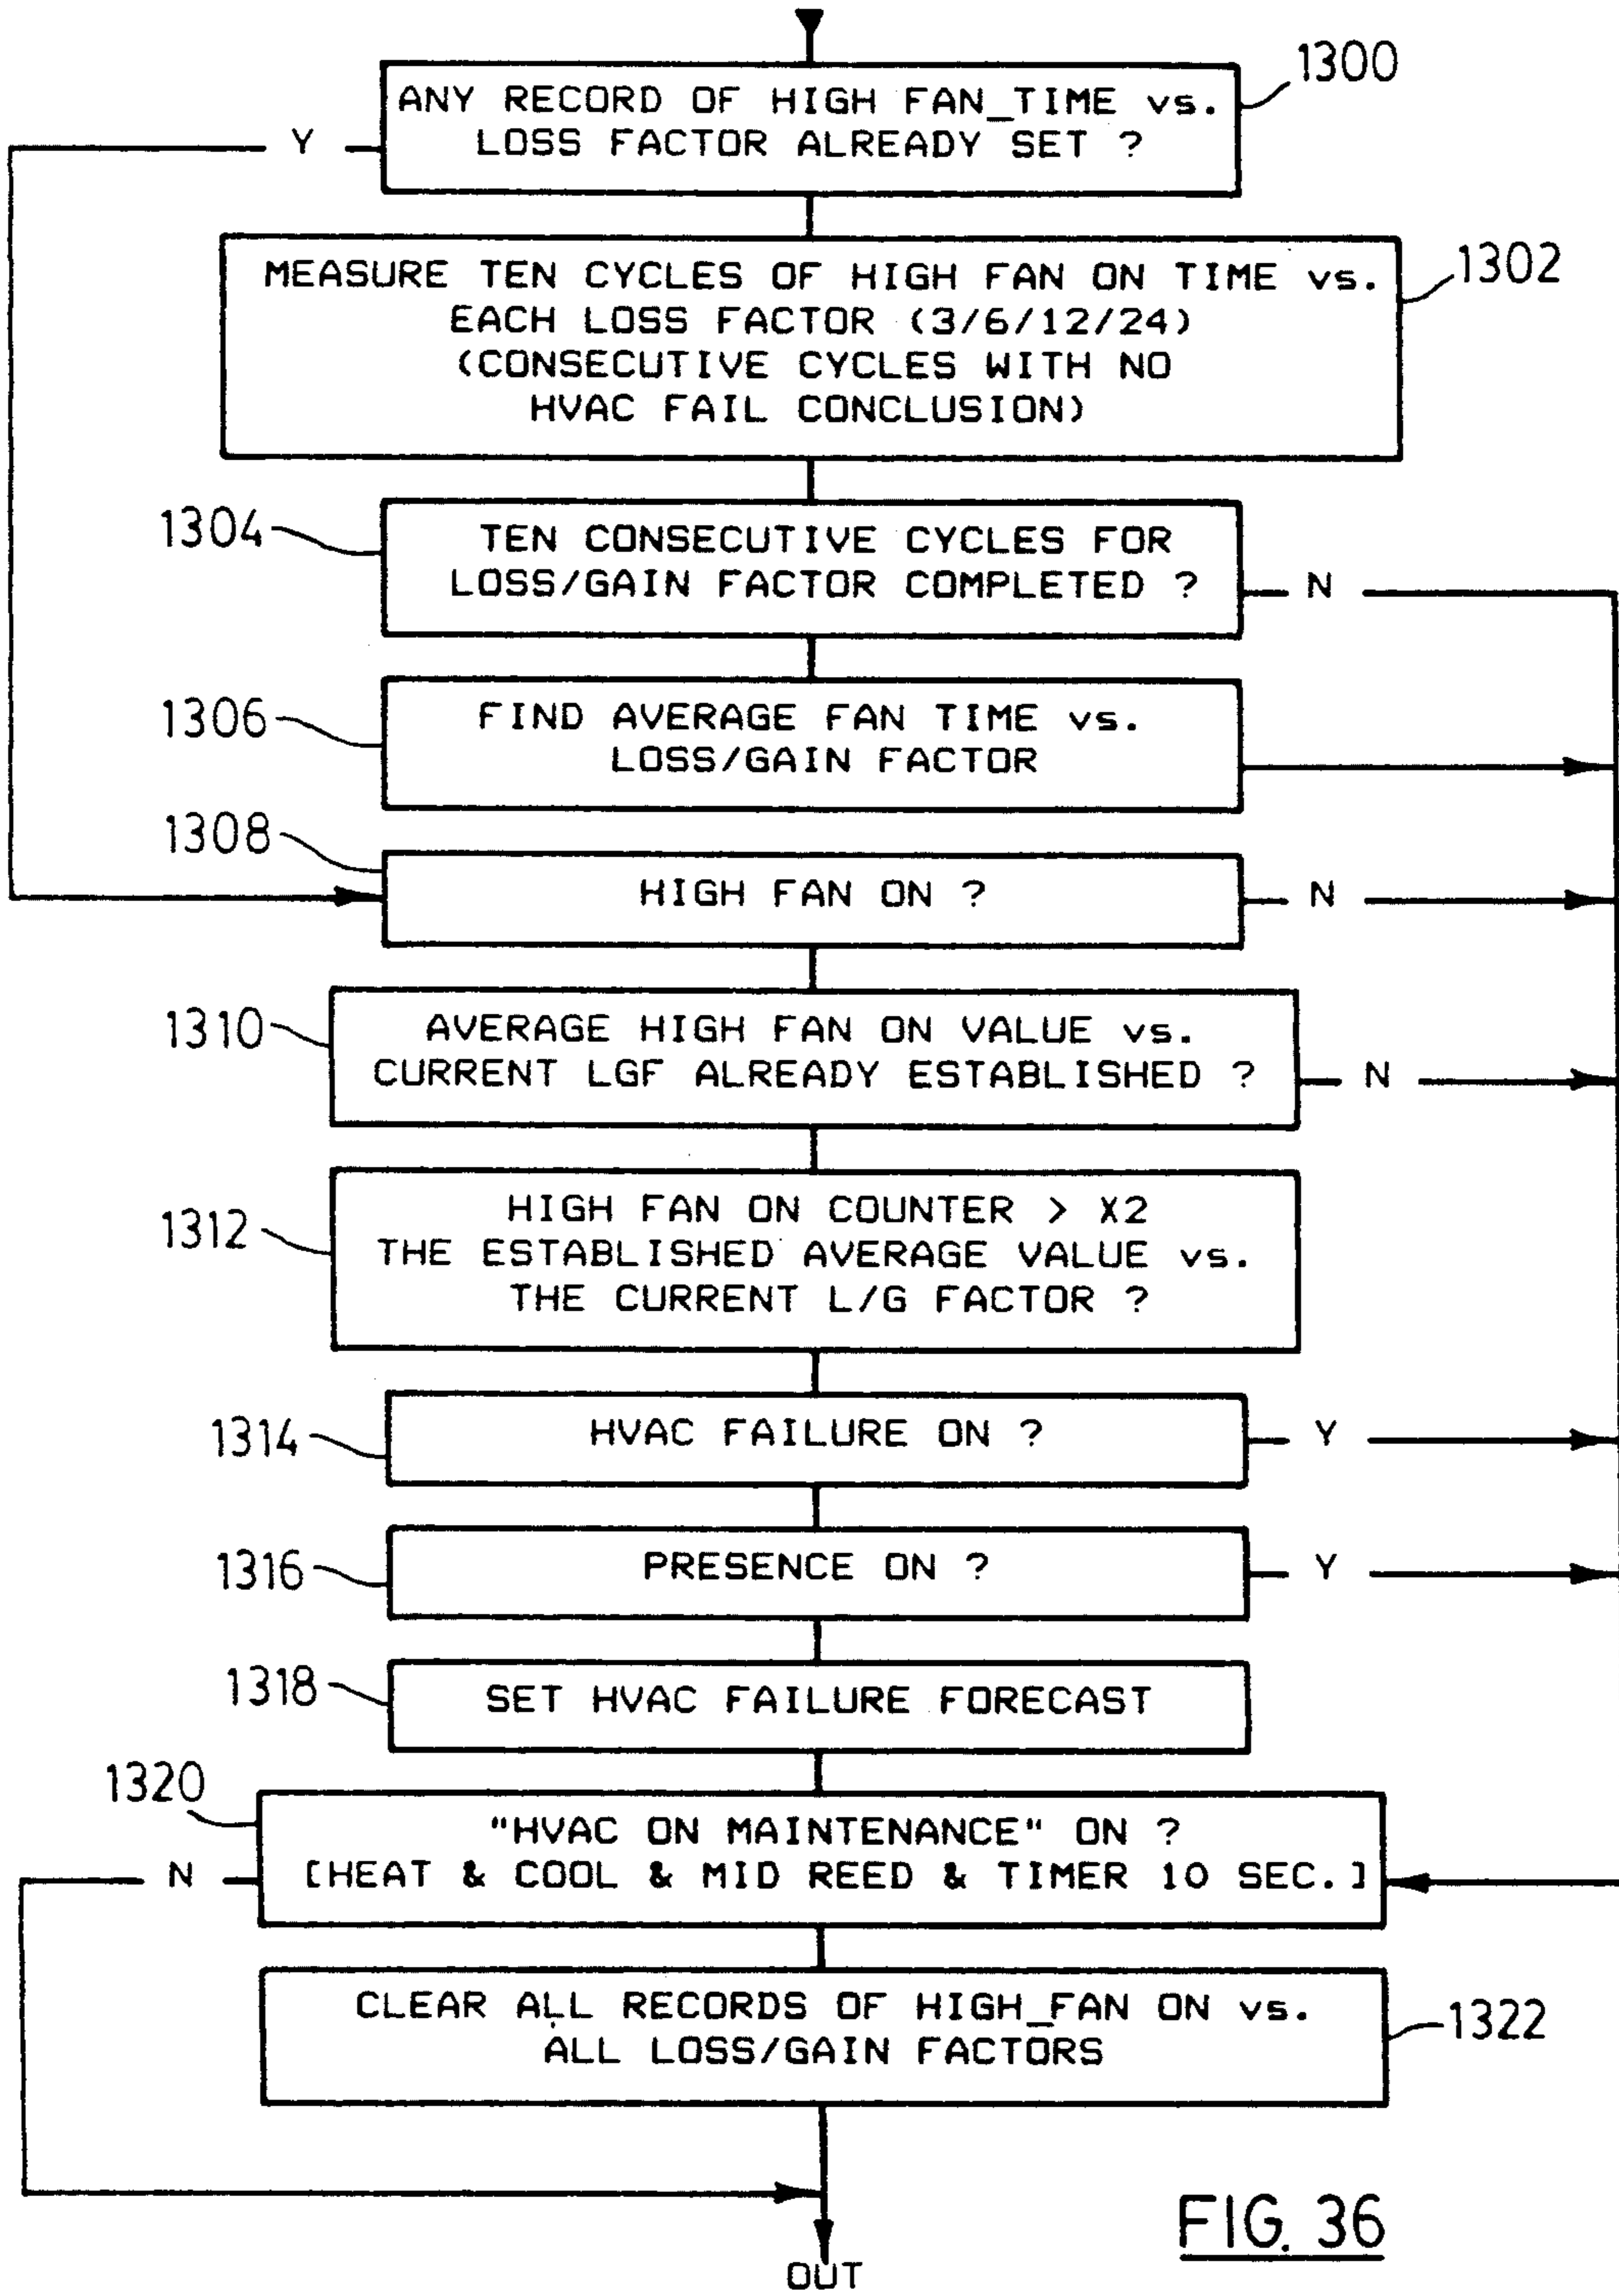 1300
ANY RECORD OF HIGH FAN_TIME vs.
LOSS FACTOR ALREADY SET ?
Y
1302
MEASURE TEN CYCLES OF HIGH FAN ON TIME vs.
EACH LOSS FACTOR (3/6/12/24)
(CONSECUTIVE CYCLES WITH NO
HVAC FAIL CONCLUSION)
1304
TEN CONSECUTIVE CYCLES FOR
LOSS/GAIN FACTOR COMPLETED ?
N
1306
FIND AVERAGE FAN TIME vs.
LOSS/GAIN FACTOR
1308
HIGH FAN ON ?
N
1310
AVERAGE HIGH FAN ON VALUE vs.
CURRENT LGF ALREADY ESTABLISHED ?
N
1312
HIGH FAN ON COUNTER > X2
THE ESTABLISHED AVERAGE VALUE vs.
THE CURRENT L/G FACTOR ?
1314
HVAC FAILURE ON ?
Y
1316
PRESENCE ON ?
Y
1318
SET HVAC FAILURE FORECAST
1320
"HVAC ON MAINTENANCE" ON ?
[HEAT & COOL & MID REED & TIMER 10 SEC.]
N
CLEAR ALL RECORDS OF HIGH_FAN ON vs.
ALL LOSS/GAIN FACTORS
1322
FIG. 36
OUT